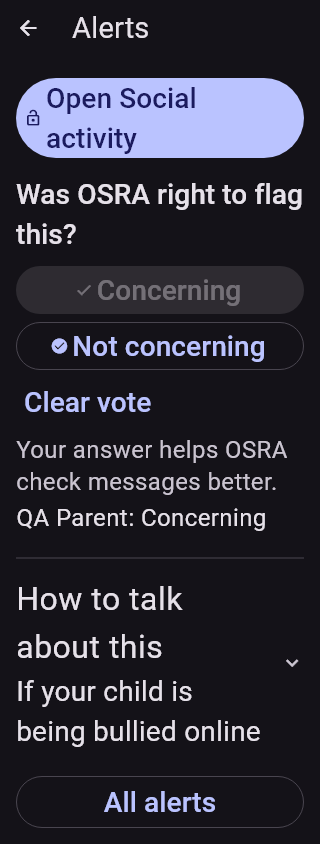 Alerts
Open Social
activity
Was OSRA right to flag
this?
Concerning
Not concerning
Clear vote
Your answer helps OSRA
check messages better.
QA Parent: Concerning
How to talk
about this
If your child is
being bullied online
All alerts